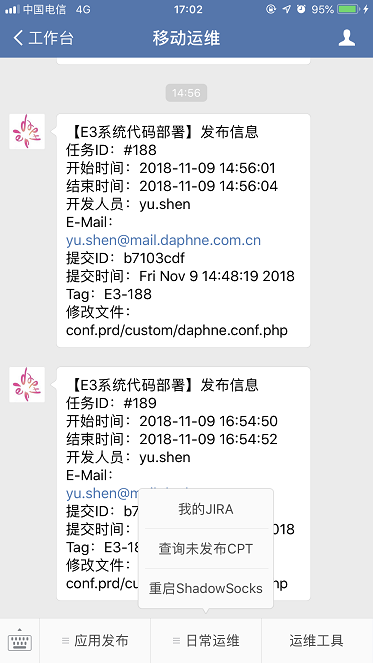 中国电信 4G 17:02 95%
工作台 移动运维
14:56
【E3系统代码部署】发布信息
任务ID：#188
开始时间：2018-11-09 14:56:01
结束时间：2018-11-09 14:56:04
开发人员：yu.shen
E-Mail：
yu.shen@mail.daphne.com.cn
提交ID：b7103cdf
提交时间：Fri Nov 9 14:48:19 2018
Tag：E3-188
修改文件：
conf.prd/custom/daphne.conf.php
【E3系统代码部署】发布信息
任务ID：#189
开始时间：2018-11-09 16:54:50
结束时间：2018-11-09 16:54:52
开发人员：yu.shen
E-Mail：
yu.shen@m
提交ID：b7
提交时间： 018
Tag：E3-18
修改文件
conf.prd/c .php
我的JIRA
查询未发布CPT
重启ShadowSocks
应用发布 日常运维 运维工具